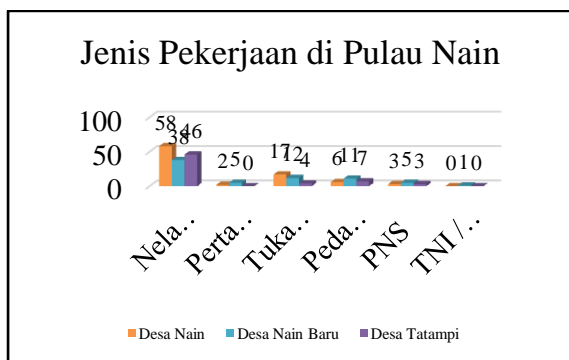 Jenis Pekerjaan di Pulau Nain
100
50
0
58 38 46
2 5 0
17 12 4
6 11 7
3 5 3
0 1 0
Nela...
Perta...
Tuka...
Peda...
PNS
TNI /...
Desa Nain Desa Nain Baru Desa Tatampi